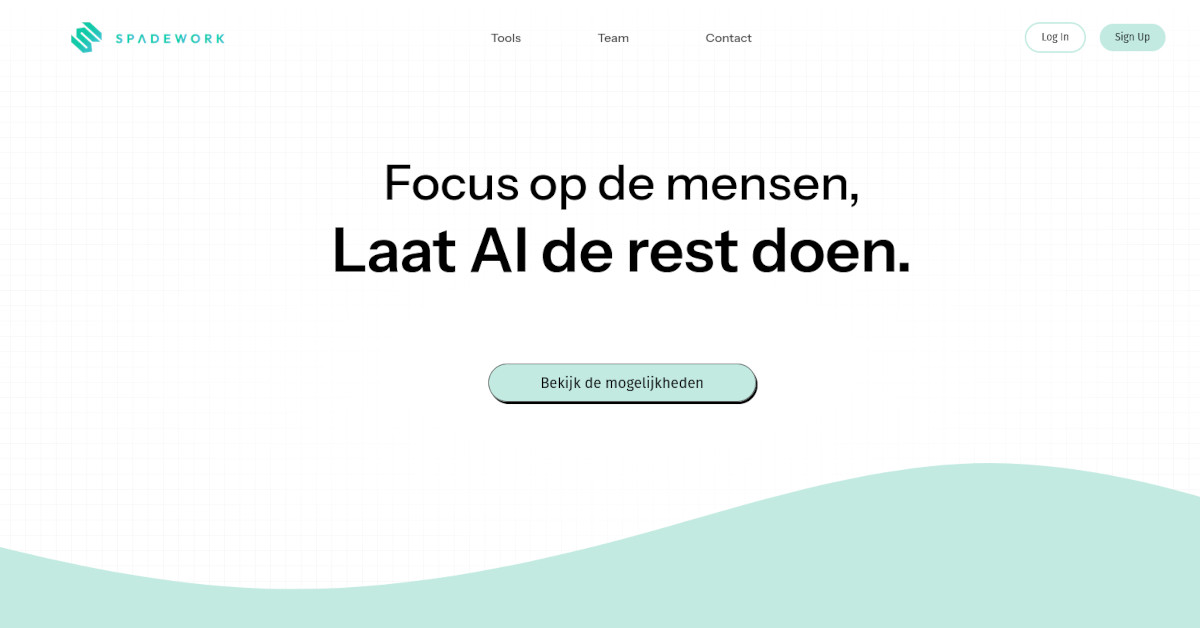 SPADEWORK
Tools
Team
Contact
Log In
Sign Up
Focus op de mensen,
Laat AI de rest doen.
Bekijk de mogelijkheden